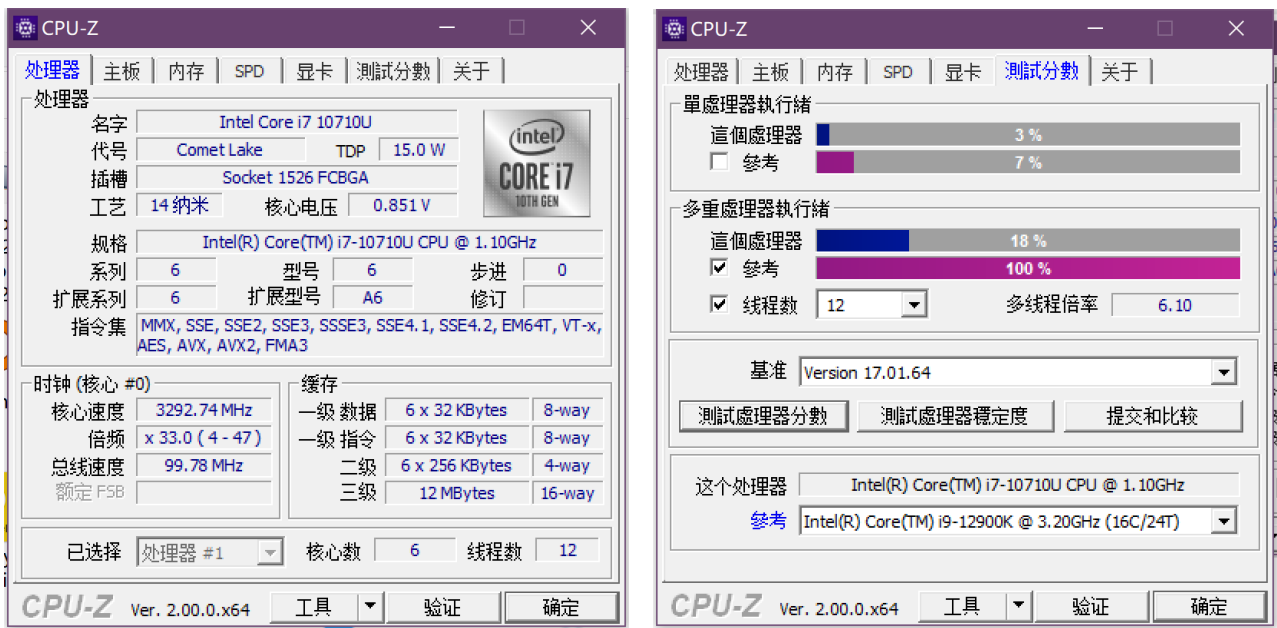 CPU-Z
处理器 主板 内存 SPD 显卡 測試分數 关于
处理器
名字 Intel Core i7 10710U
代号 Comet Lake TDP 15.0 W
插槽 Socket 1526 FCBGA
工艺 14 纳米 核心电压 0.851 V
intel
CORE i7
10TH GEN
规格 Intel(R) Core(TM) i7-10710U CPU @ 1.10GHz
系列 6 型号 6 步进 0
扩展系列 6 扩展型号 A6 修订
指令集 MMX, SSE, SSE2, SSE3, SSSE3, SSE4.1, SSE4.2, EM64T, VT-x,
AES, AVX, AVX2, FMA3
时钟 (核心 #0)
核心速度 3292.74 MHz
倍频 x 33.0 ( 4 - 47 )
总线速度 99.78 MHz
额定 FSB
缓存
一级 数据 6 x 32 KBytes 8-way
一级 指令 6 x 32 KBytes 8-way
二级 6 x 256 KBytes 4-way
三级 12 MBytes 16-way
已选择 处理器 #1 核心数 6 线程数 12
CPU-Z Ver. 2.00.0.x64 工具 验证 确定
CPU-Z
处理器 主板 内存 SPD 显卡 測試分數 关于
單處理器執行緒
這個處理器 3 %
參考 7 %
多重處理器執行緒
這個處理器 18 %
參考 100 %
线程数 12 多线程倍率 6.10
基准 Version 17.01.64
測試處理器分數 測試處理器穩定度 提交和比较
这个处理器 Intel(R) Core(TM) i7-10710U CPU @ 1.10GHz
參考 Intel(R) Core(TM) i9-12900K @ 3.20GHz (16C/24T)
CPU-Z Ver. 2.00.0.x64 工具 验证 确定